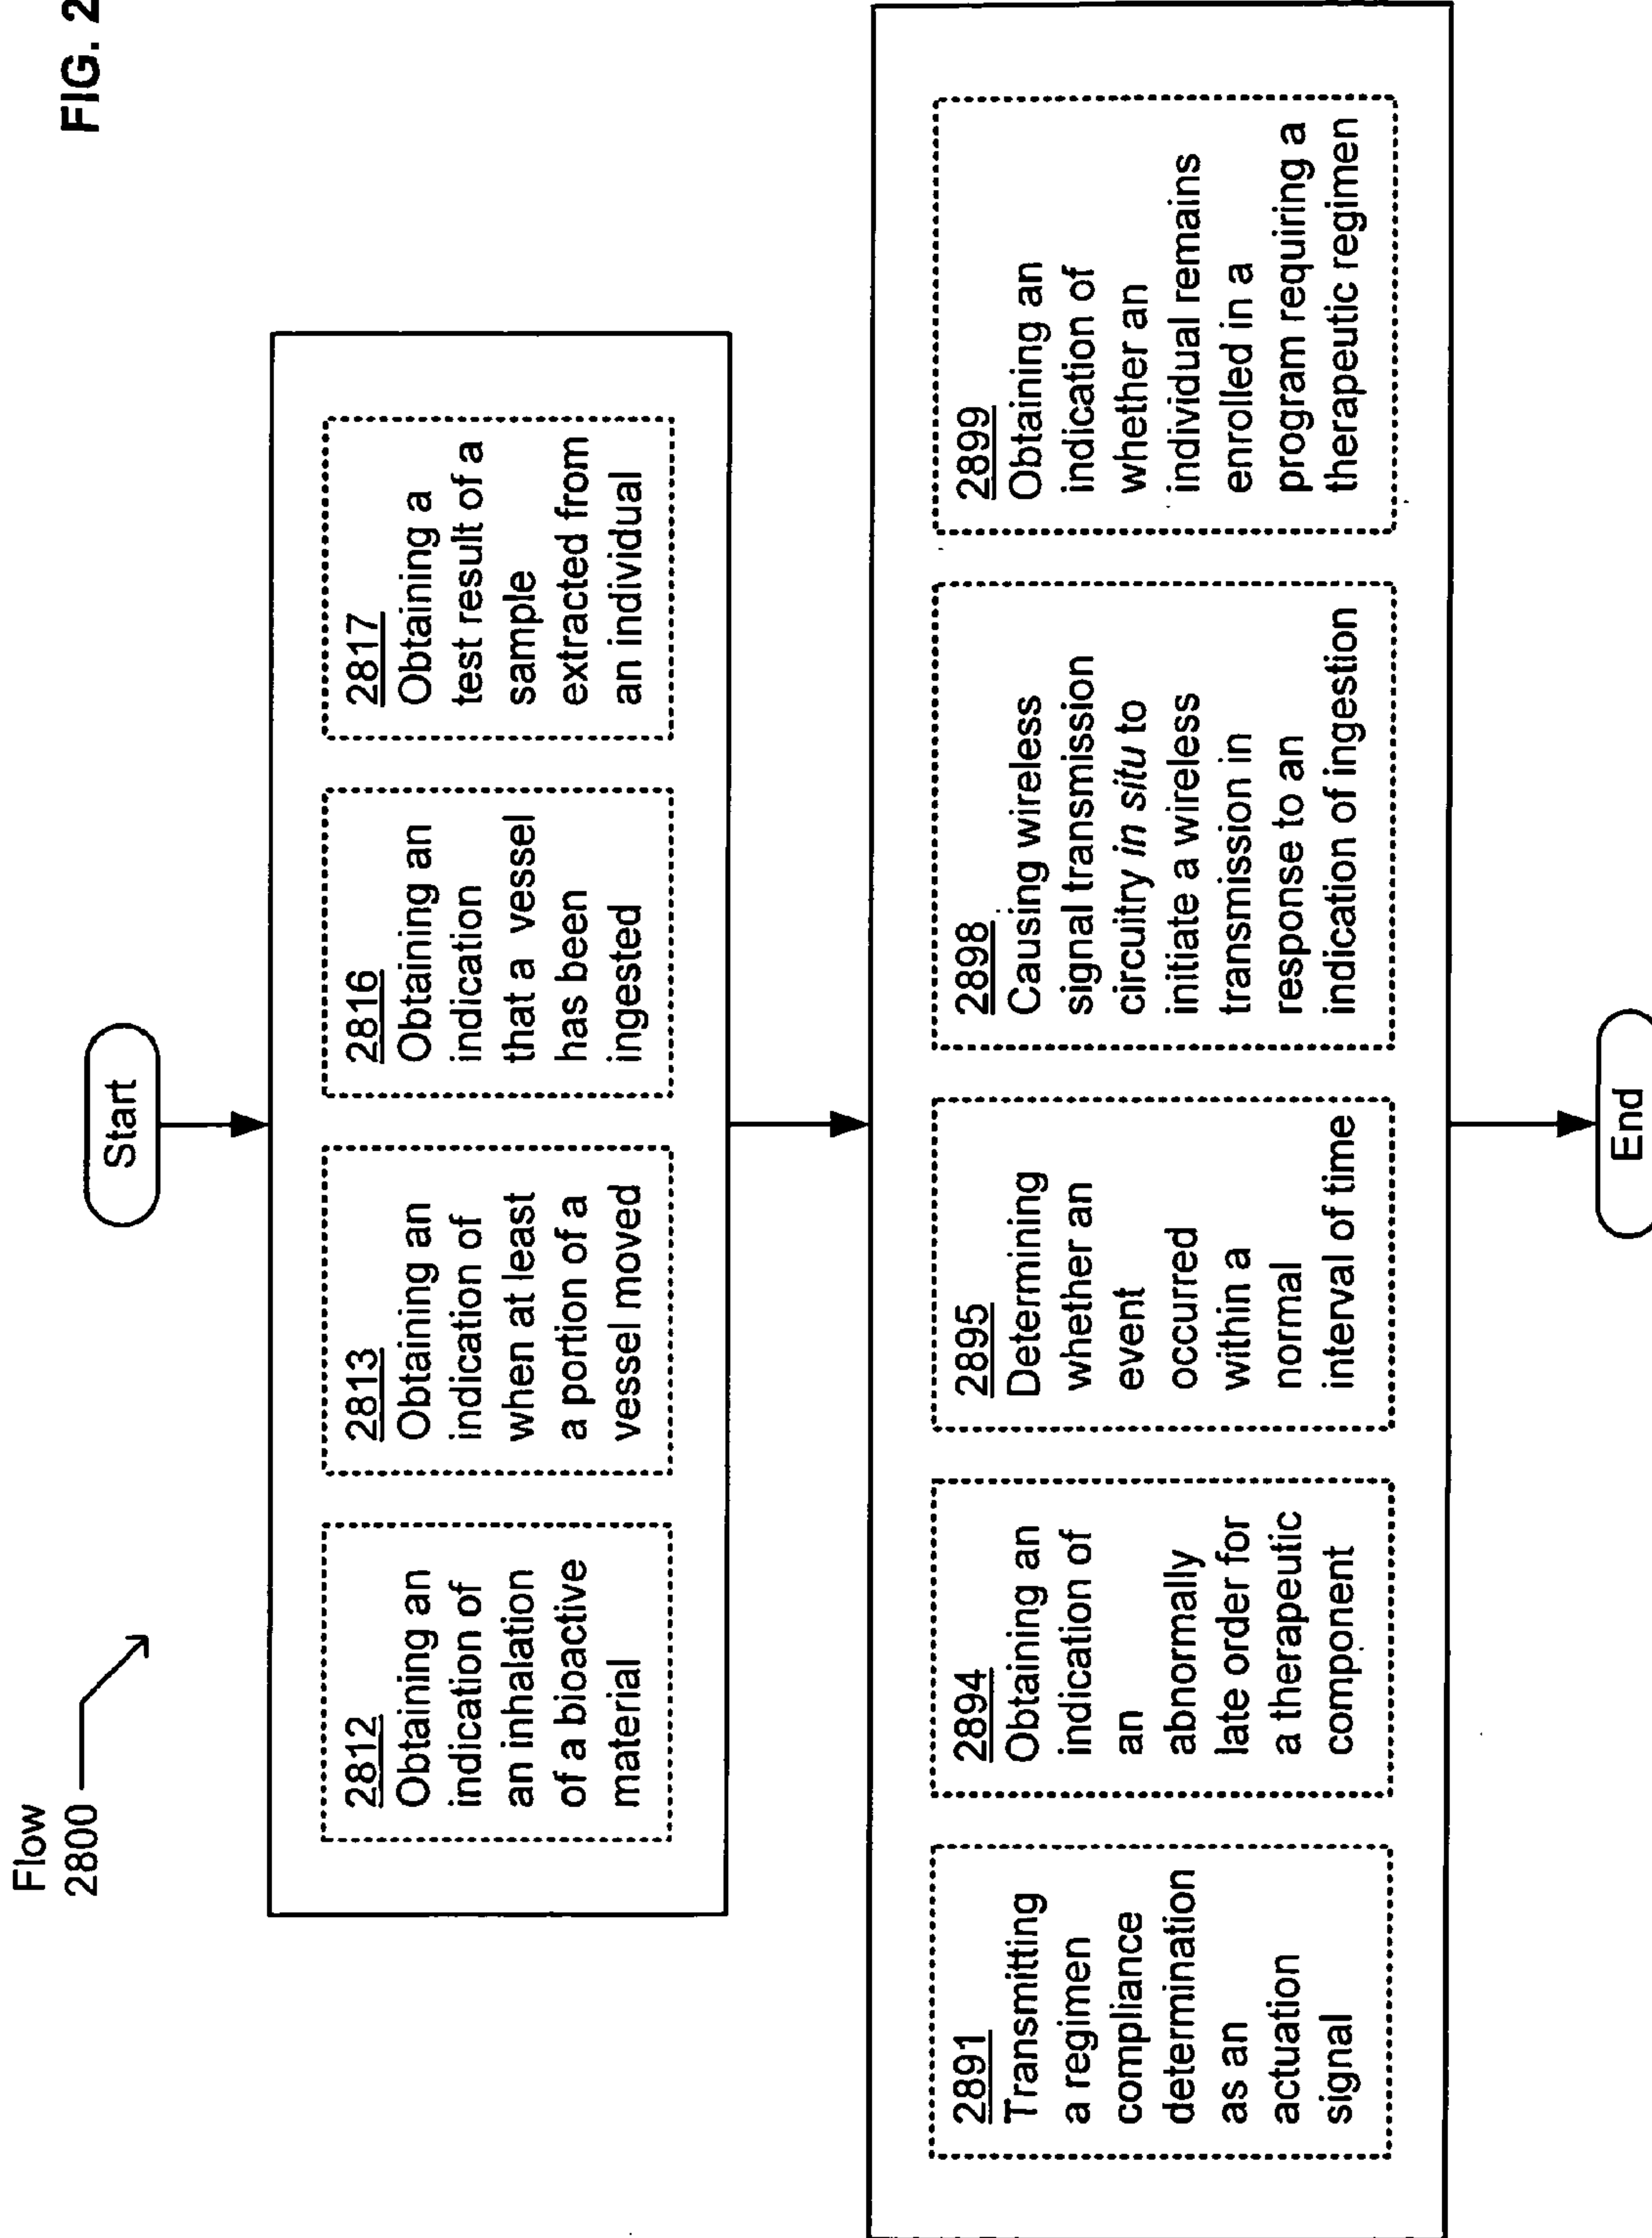 FIG. 2
Flow
2800
Start
2812
Obtaining an
indication of
an inhalation
of a bioactive
material
2813
Obtaining an
indication of
when at least
a portion of a
vessel moved
2816
Obtaining an
indication
that a vessel
has been
ingested
2817
Obtaining a
test result of a
sample
extracted from
an individual
2891
Transmitting
a regimen
compliance
determination
as an
actuation
signal
2894
Obtaining an
indication of
an
abnormally
late order for
a therapeutic
component
2895
Determining
whether an
event
occurred
within a
normal
interval of time
2898
Causing wireless
signal transmission
circuitry in situ to
initiate a wireless
transmission in
response to an
indication of ingestion
2899
Obtaining an
indication of
whether an
individual remains
enrolled in a
program requiring a
therapeutic regimen
End